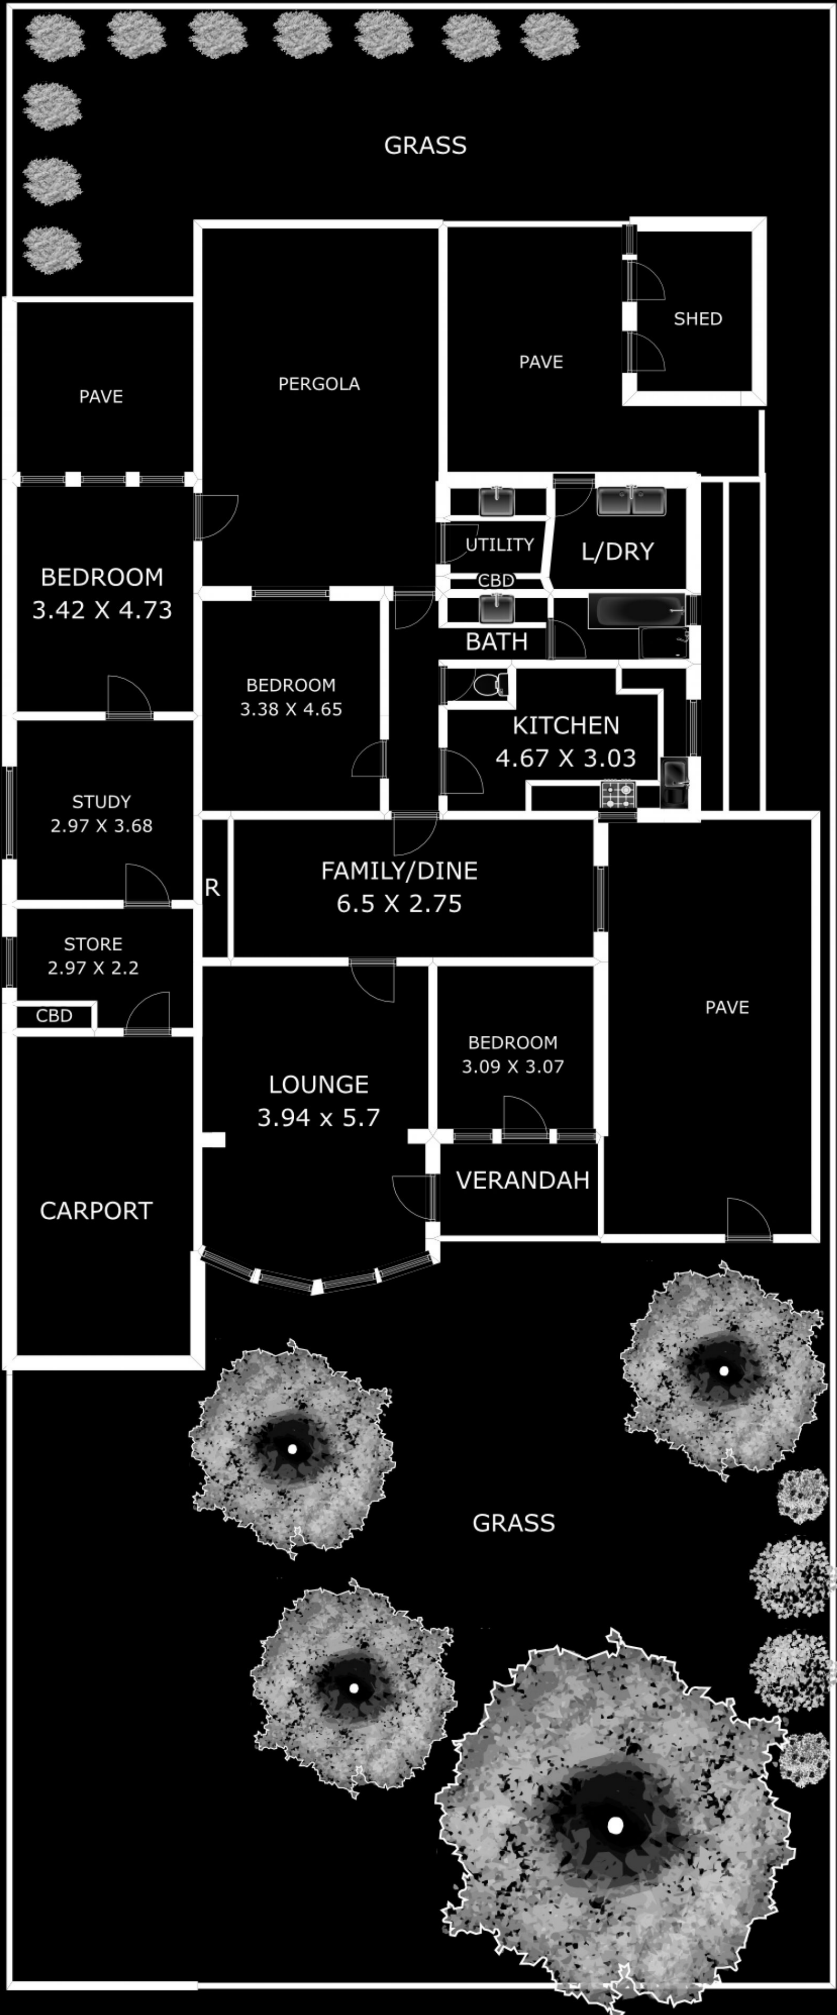 GRASS
SHED
PAVE
PERGOLA
PAVE
UTILITY
L/DRY
BEDROOM
3.42 X 4.73
CBD
BATH
BEDROOM
3.38 X 4.65
KITCHEN
4.67 X 3.03
STUDY
2.97 X 3.68
FAMILY/DINE
6.5 X 2.75
R
STORE
2.97 X 2.2
CBD
PAVE
BEDROOM
3.09 X 3.07
LOUNGE
3.94 x 5.7
VERANDAH
CARPORT
GRASS